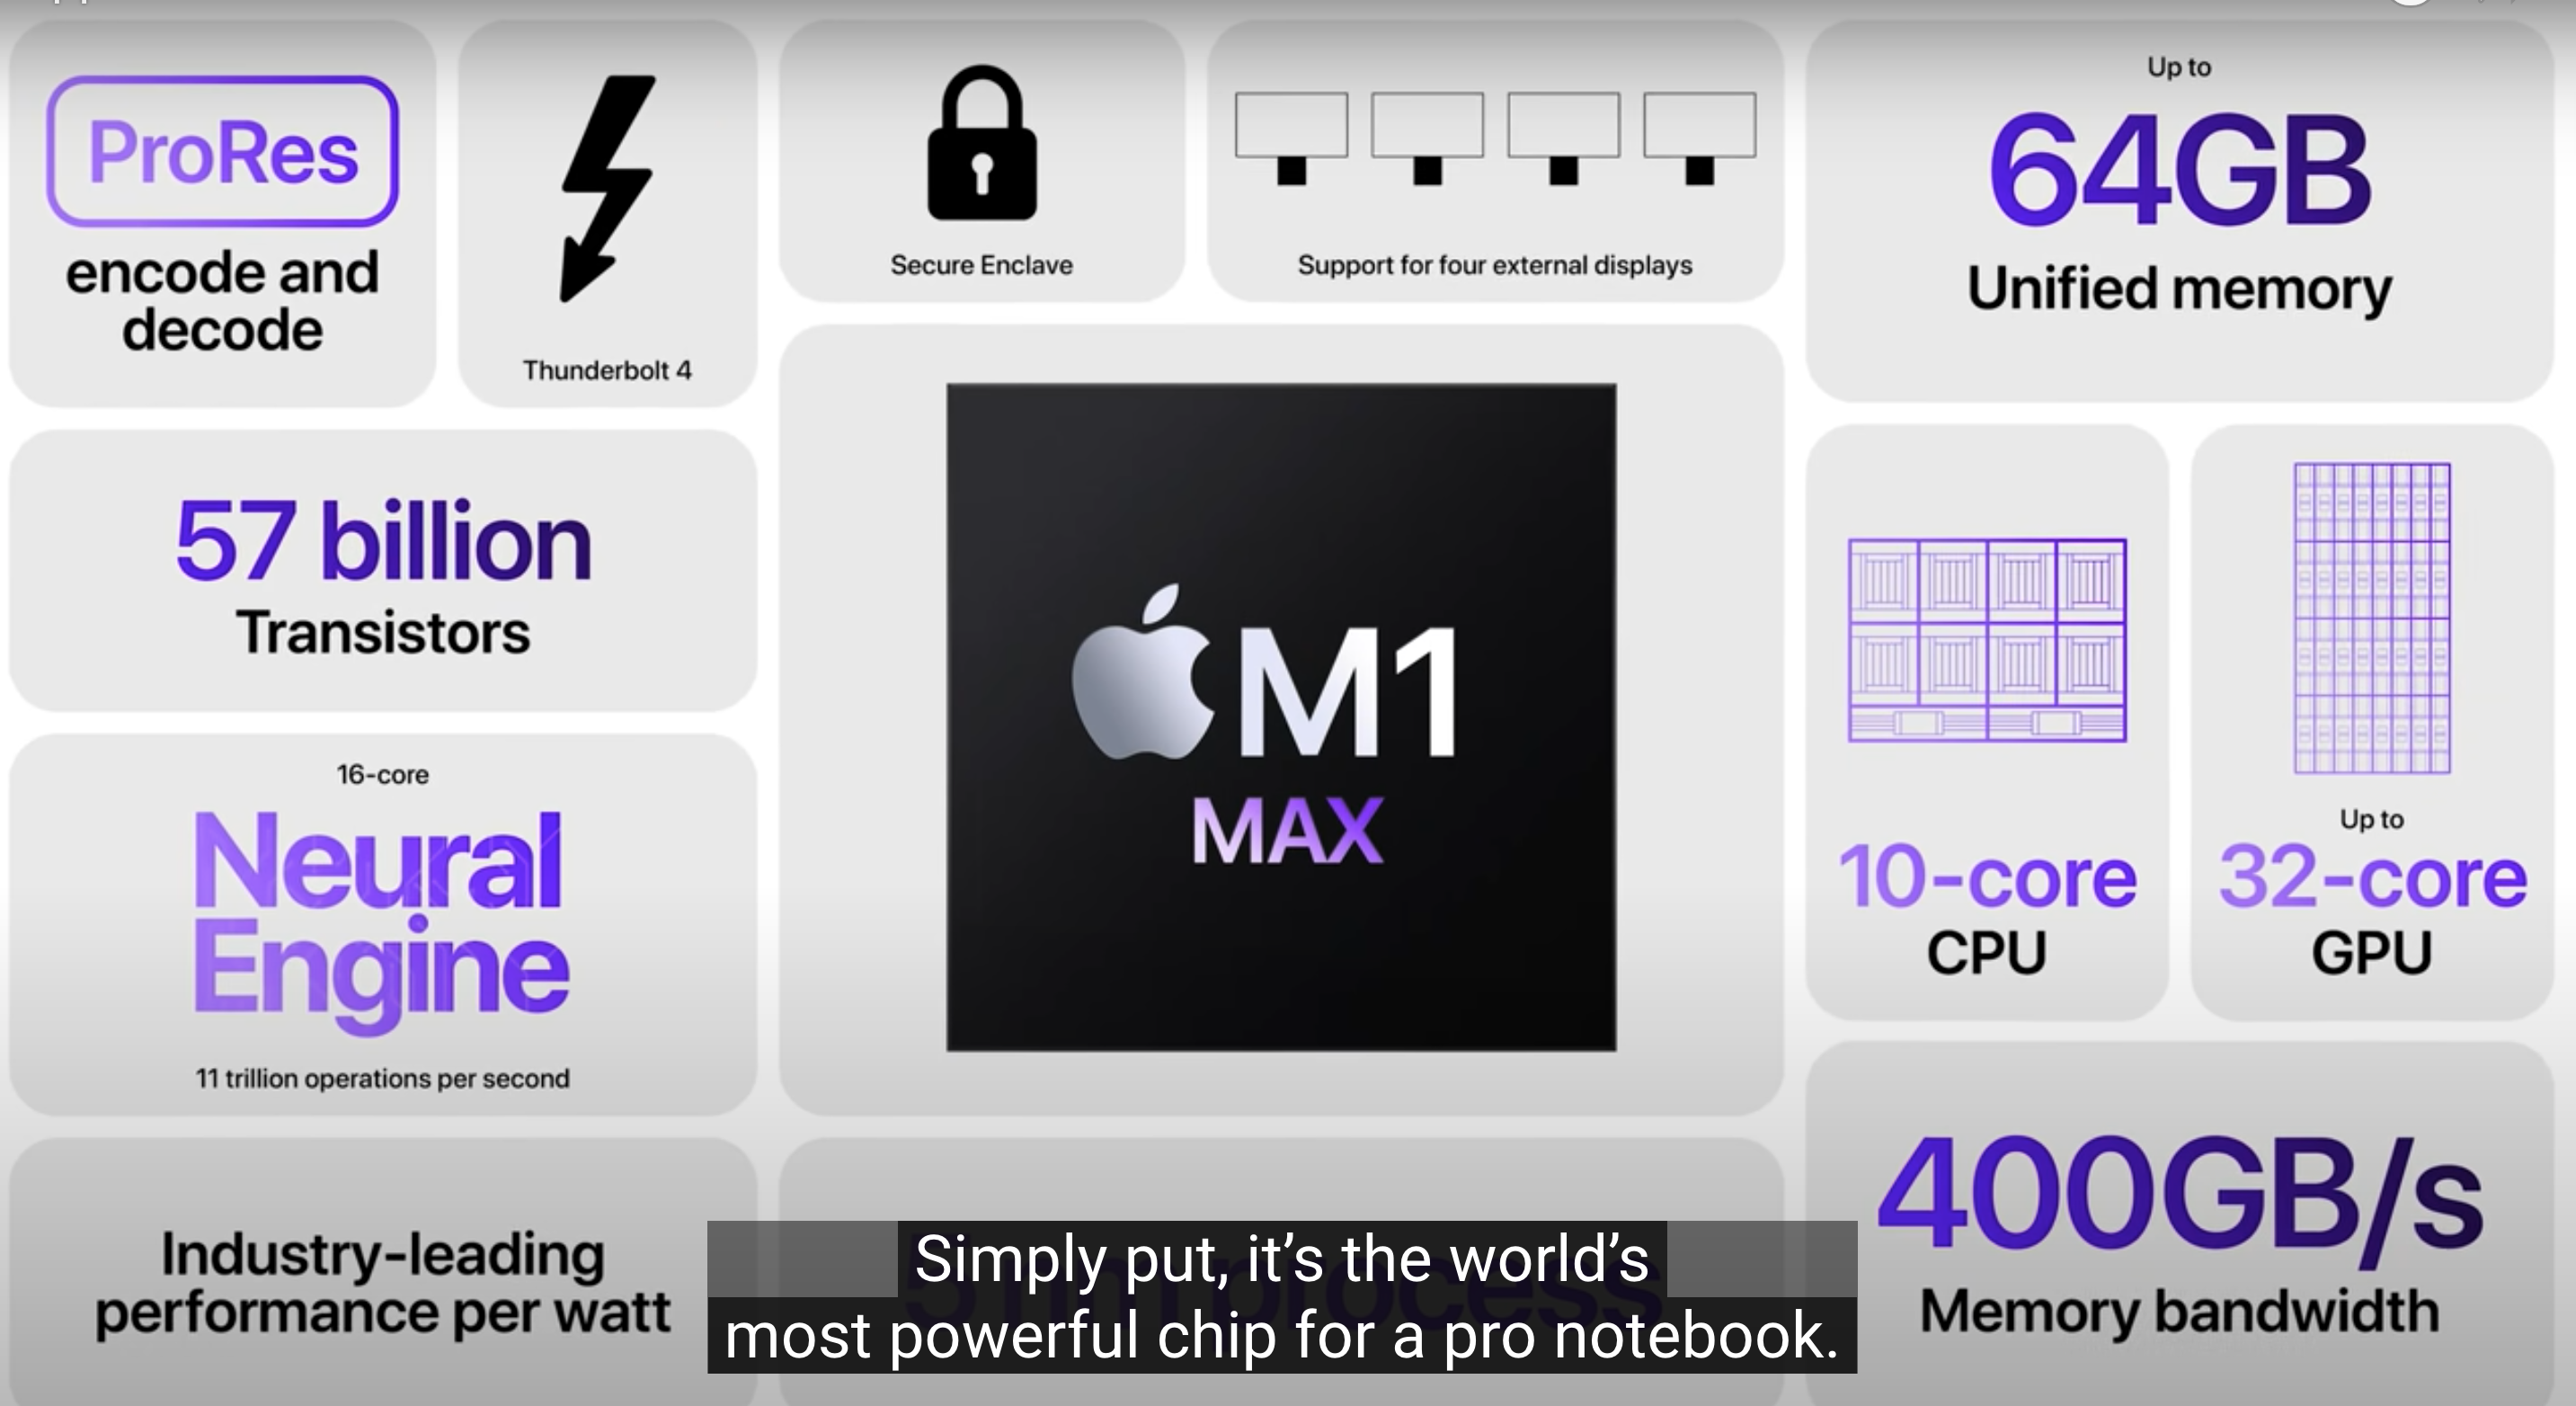 ProRes
encode and
decode
Thunderbolt 4
Secure Enclave
Support for four external displays
Up to
64GB
Unified memory
57 billion
Transistors
M1
MAX
10-core
CPU
Up to
32-core
GPU
16-core
Neural
Engine
11 trillion operations per second
Industry-leading
performance per watt
5 nm process
400GB/s
Memory bandwidth
Simply put, it’s the world’s
most powerful chip for a pro notebook.